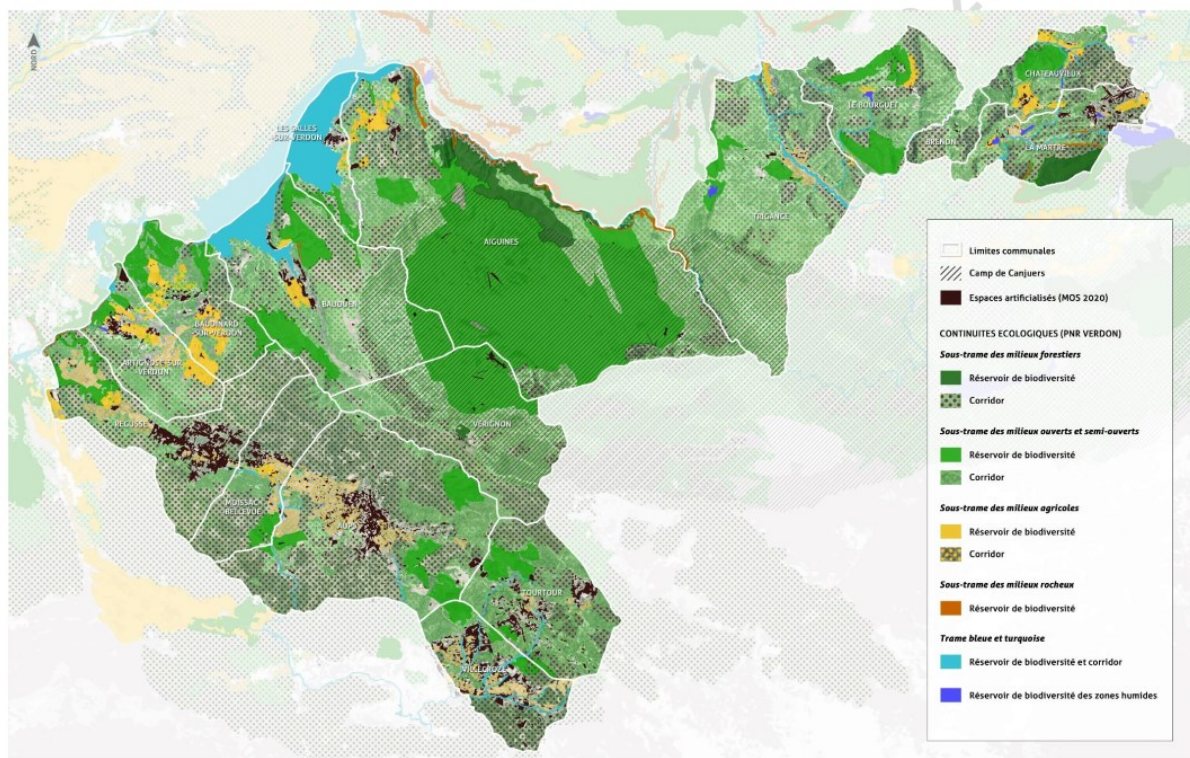 NORD
CHATEAUVIEUX
LE BOURGUET
BRENON
LA MARTRE
LES SALLES
SUR-VERDON
TRIGANCE
AIGUINES
BAUDUEN
BAUDINARD
SUR-VERDON
ARTIGNOSC-SUR-
VERDON
REGUSSE
VERIGNON
MOISSAC
BELLEVUE
AUPS
TOURTOUR
VILLECROZE
Limites communales
Camp de Canjuers
Espaces artificialisés (MOS 2020)
CONTINUITES ECOLOGIQUES (PNR VERDON)
Sous-trame des milieux forestiers
Réservoir de biodiversité
Corridor
Sous-trame des milieux ouverts et semi-ouverts
Réservoir de biodiversité
Corridor
Sous-trame des milieux agricoles
Réservoir de biodiversité
Corridor
Sous-trame des milieux rocheux
Réservoir de biodiversité
Trame bleue et turquoise
Réservoir de biodiversité et corridor
Réservoir de biodiversité des zones humides